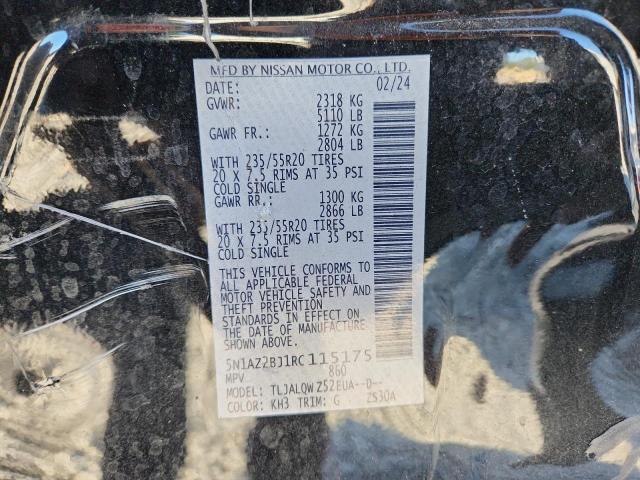 MFD BY NISSAN MOTOR CO., LTD.
DATE: 02/24
GVWR: 2318 KG
5110 LB
GAWR FR.: 1272 KG
2804 LB
WITH 235/55R20 TIRES
20 X 7.5 RIMS AT 35 PSI
COLD SINGLE
GAWR RR.: 1300 KG
2866 LB
WITH 235/55R20 TIRES
20 X 7.5 RIMS AT 35 PSI
COLD SINGLE
THIS VEHICLE CONFORMS TO
ALL APPLICABLE FEDERAL
MOTOR VEHICLE SAFETY AND
THEFT PREVENTION
STANDARDS IN EFFECT ON
THE DATE OF MANUFACTURE
SHOWN ABOVE.
5N1AZ2BJ1RC115175
MPV 860
MODEL: TLJALQWZ52EUA--D--
COLOR: KH3 TRIM: G ZS30A